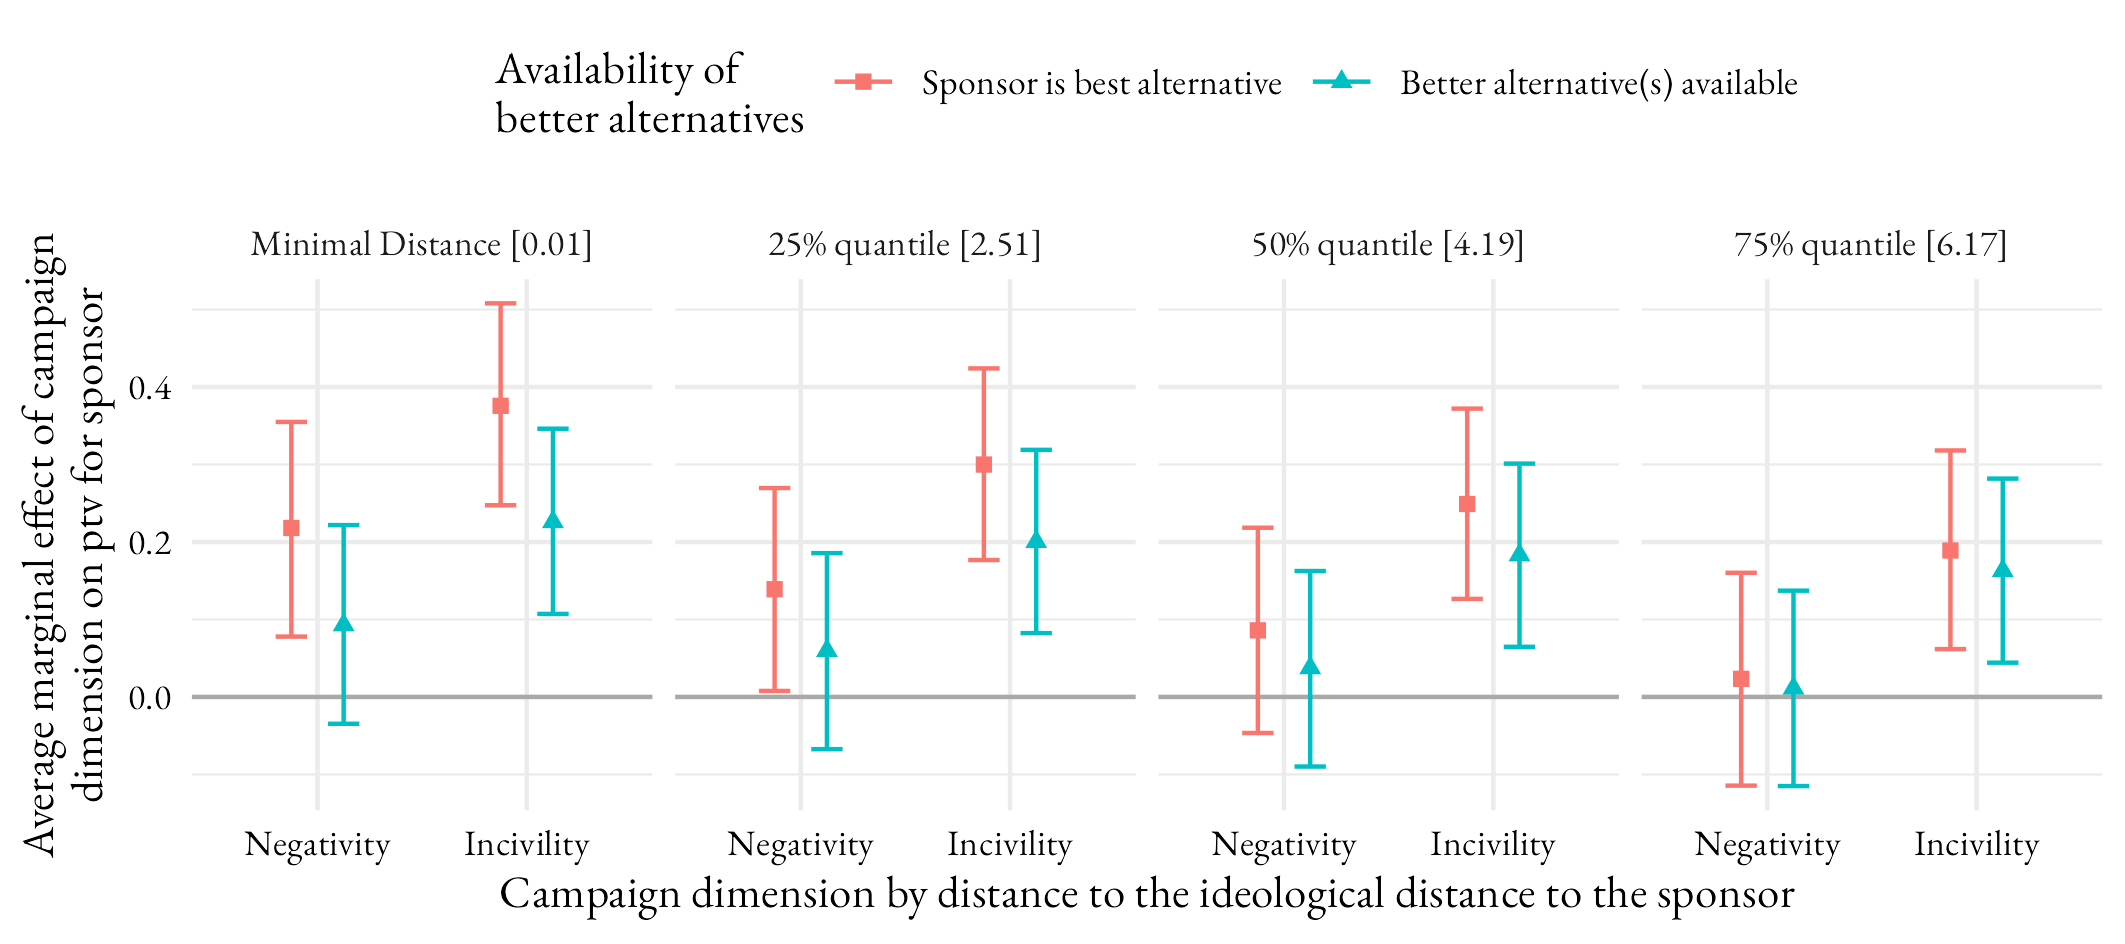 Availability of
better alternatives
Sponsor is best alternative
Better alternative(s) available
Minimal Distance [0.01]
25% quantile [2.51]
50% quantile [4.19]
75% quantile [6.17]
Average marginal effect of campaign
dimension on ptv for sponsor
0.4
0.2
0.0
Negativity
Incivility
Negativity
Incivility
Negativity
Incivility
Negativity
Incivility
Campaign dimension by distance to the ideological distance to the sponsor